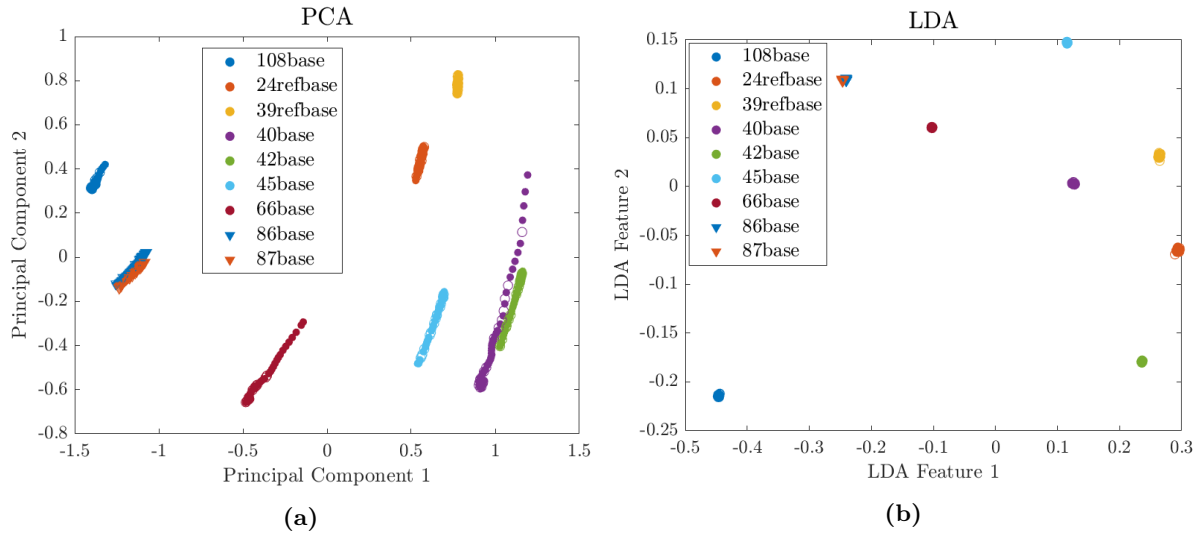 PCA
1
0.8
0.6
0.4
0.2
0
-0.2
-0.4
-0.6
-0.8
Principal Component 2
108base
24refbase
39refbase
40base
42base
45base
66base
86base
87base
-1.5 -1 -0.5 0 0.5 1 1.5
Principal Component 1
(a)
LDA
0.15
0.1
0.05
0
-0.05
-0.1
-0.15
-0.2
-0.25
LDA Feature 2
108base
24refbase
39refbase
40base
42base
45base
66base
86base
87base
-0.5 -0.4 -0.3 -0.2 -0.1 0 0.1 0.2 0.3
LDA Feature 1
(b)